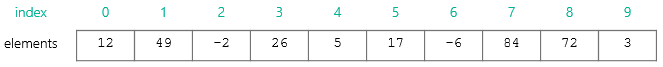 index 0 1 2 3 4 5 6 7 8 9
elements 12 49 -2 26 5 17 -6 84 72 3